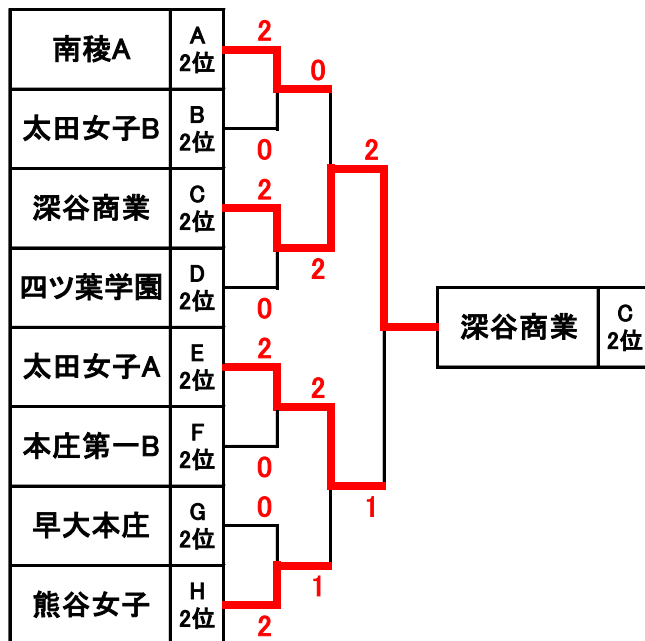 南稜A
A
2位
2
0
太田女子B
B
2位
0
2
深谷商業
C
2位
2
2
四ツ葉学園
D
2位
0
深谷商業
C
2位
太田女子A
E
2位
2
2
本庄第一B
F
2位
0
1
早大本庄
G
2位
0
1
熊谷女子
H
2位
2